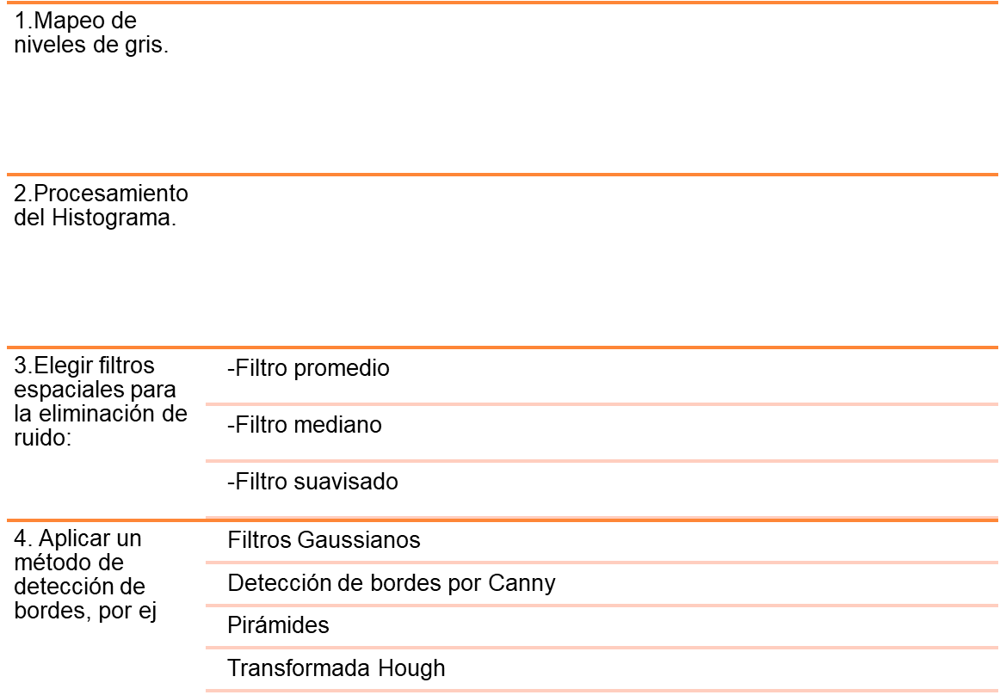 1.Mapeo de
niveles de gris.
2.Procesamiento
del Histograma.
3.Elegir filtros
espaciales para
la eliminación de
ruido:
-Filtro promedio
-Filtro mediano
-Filtro suavisado
4. Aplicar un
método de
detección de
bordes, por ej
Filtros Gaussianos
Detección de bordes por Canny
Pirámides
Transformada Hough